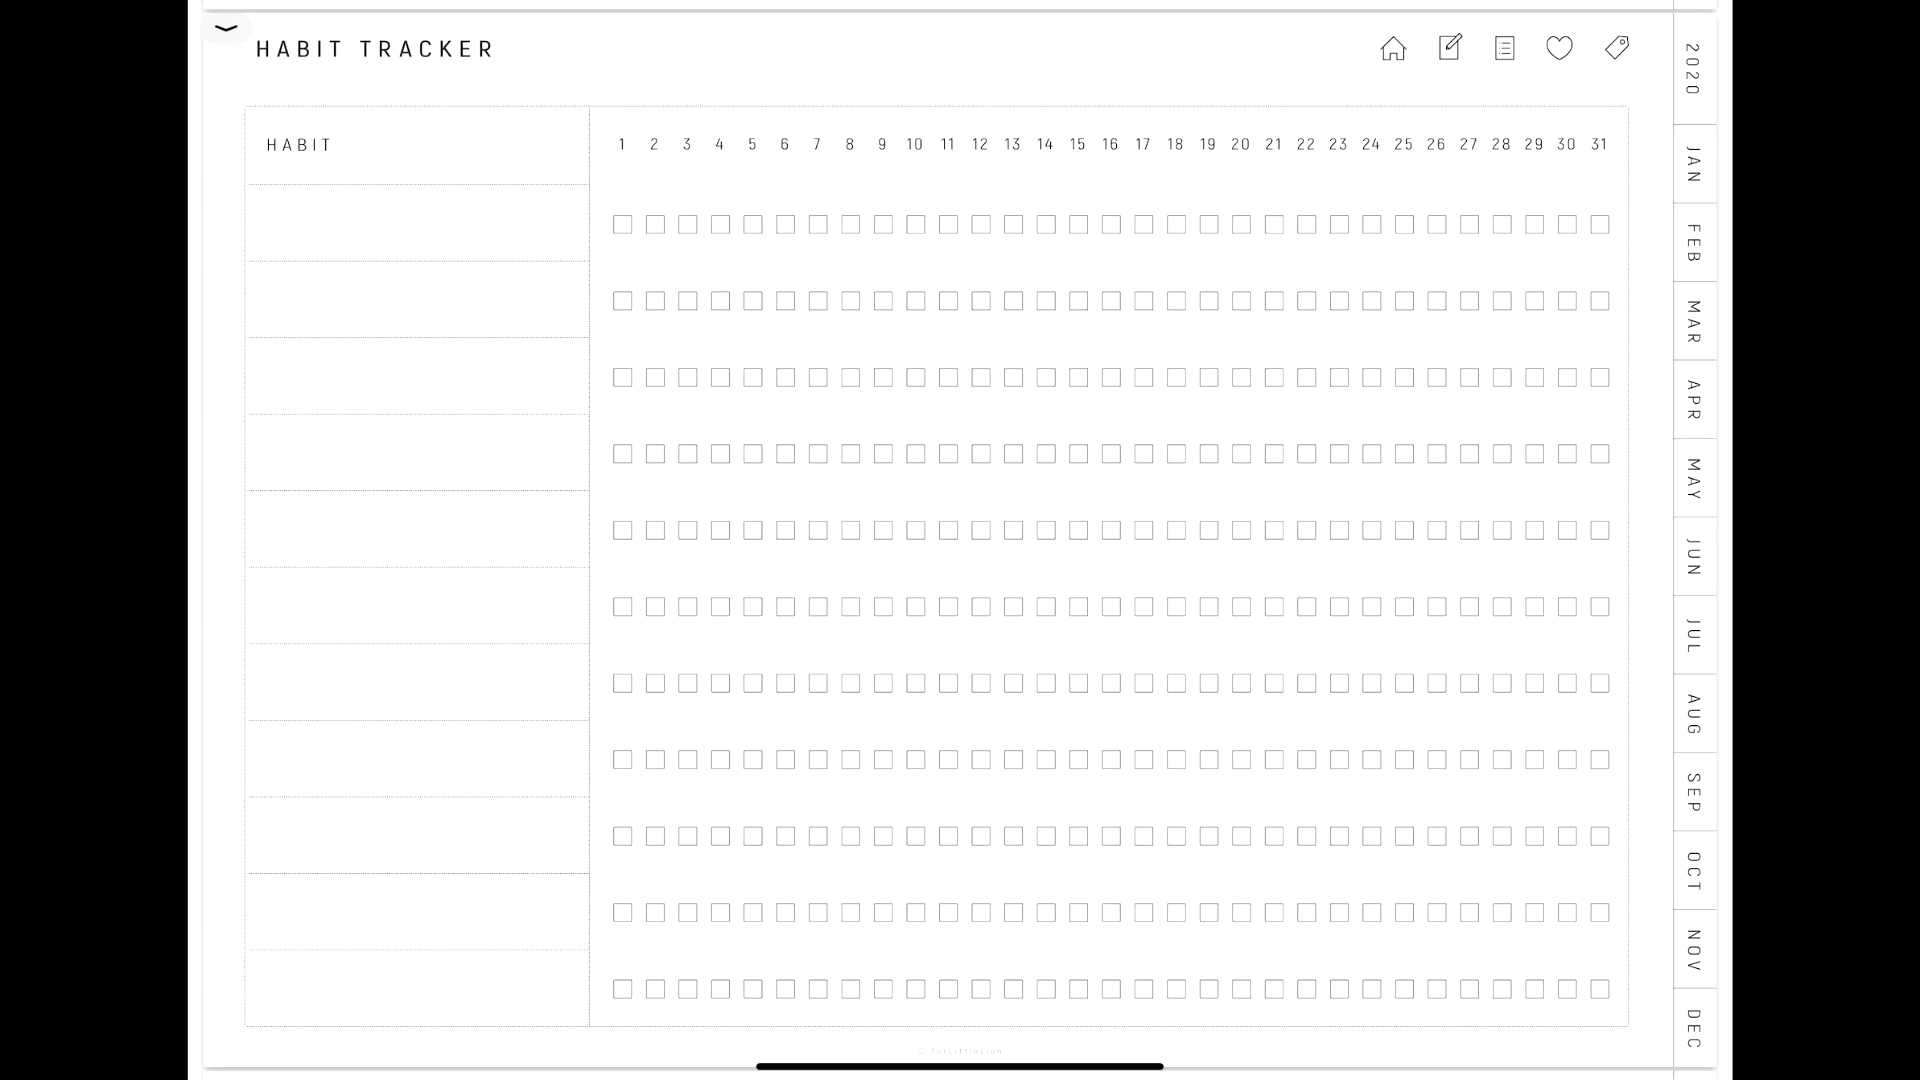 HABIT TRACKER
HABIT 1 2 3 4 5 6 7 8 9 10 11 12 13 14 15 16 17 18 19 20 21 22 23 24 25 26 27 28 29 30 31
2020
JAN
FEB
MAR
APR
MAY
JUN
JUL
AUG
SEP
OCT
NOV
DEC
© forLittleLion